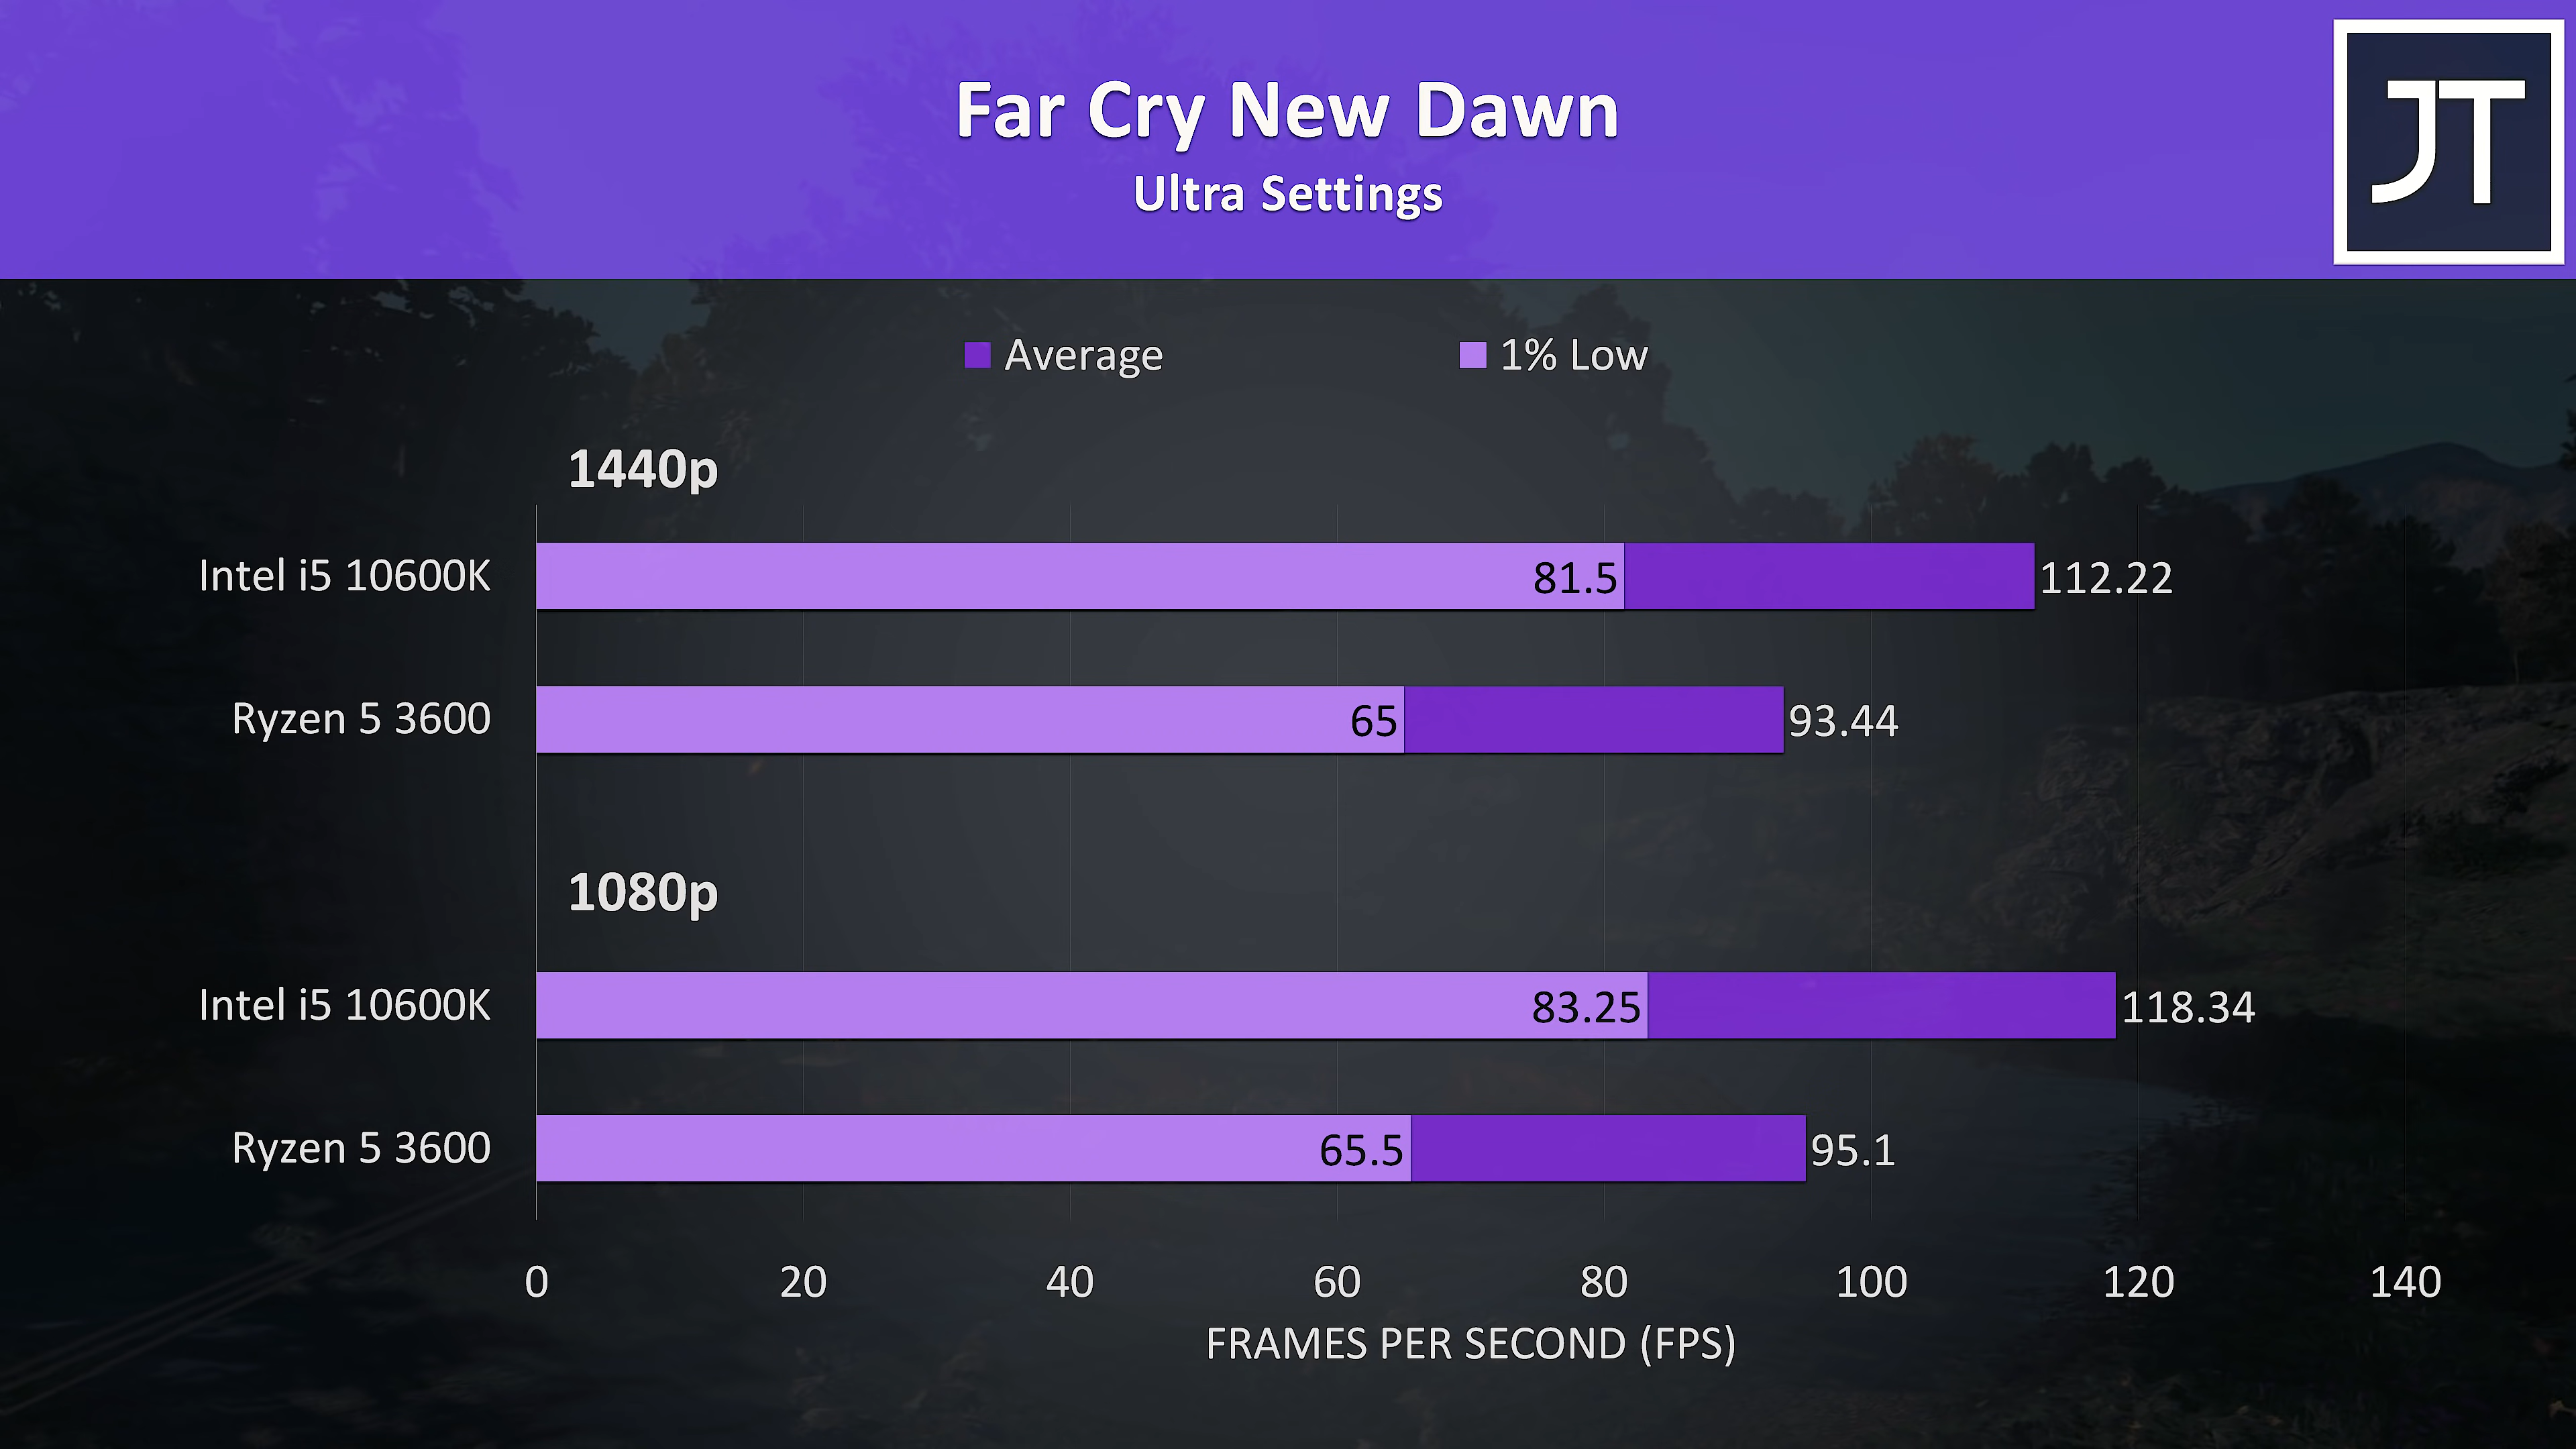 Far Cry New Dawn
Ultra Settings
JT
Average 1% Low
1440p
Intel i5 10600K 81.5 112.22
Ryzen 5 3600 65 93.44
1080p
Intel i5 10600K 83.25 118.34
Ryzen 5 3600 65.5 95.1
0 20 40 60 80 100 120 140
FRAMES PER SECOND (FPS)